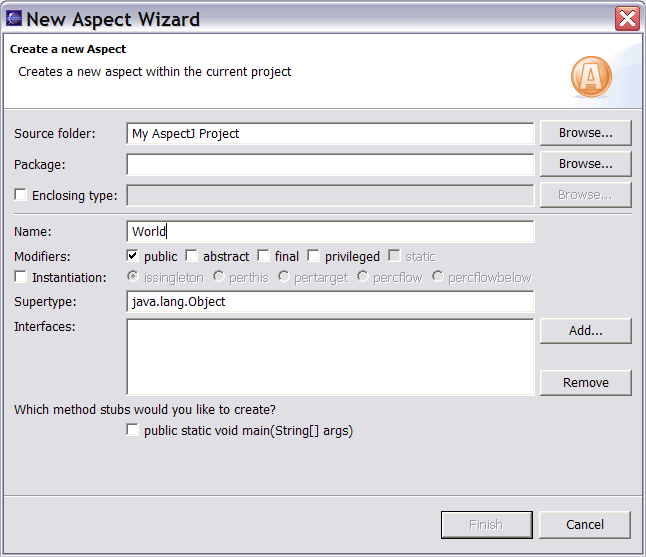 New Aspect Wizard
Create a new Aspect
Creates a new aspect within the current project
A
Source folder: My AspectJ Project Browse...
Package: Browse...
Enclosing type: Browse...
Name: World
Modifiers: public abstract final privileged static
Instantiation: issingleton perthis pertarget percflow percflowbelow
Supertype: java.lang.Object
Interfaces: Add...
Remove
Which method stubs would you like to create?
public static void main(String[] args)
Finish Cancel